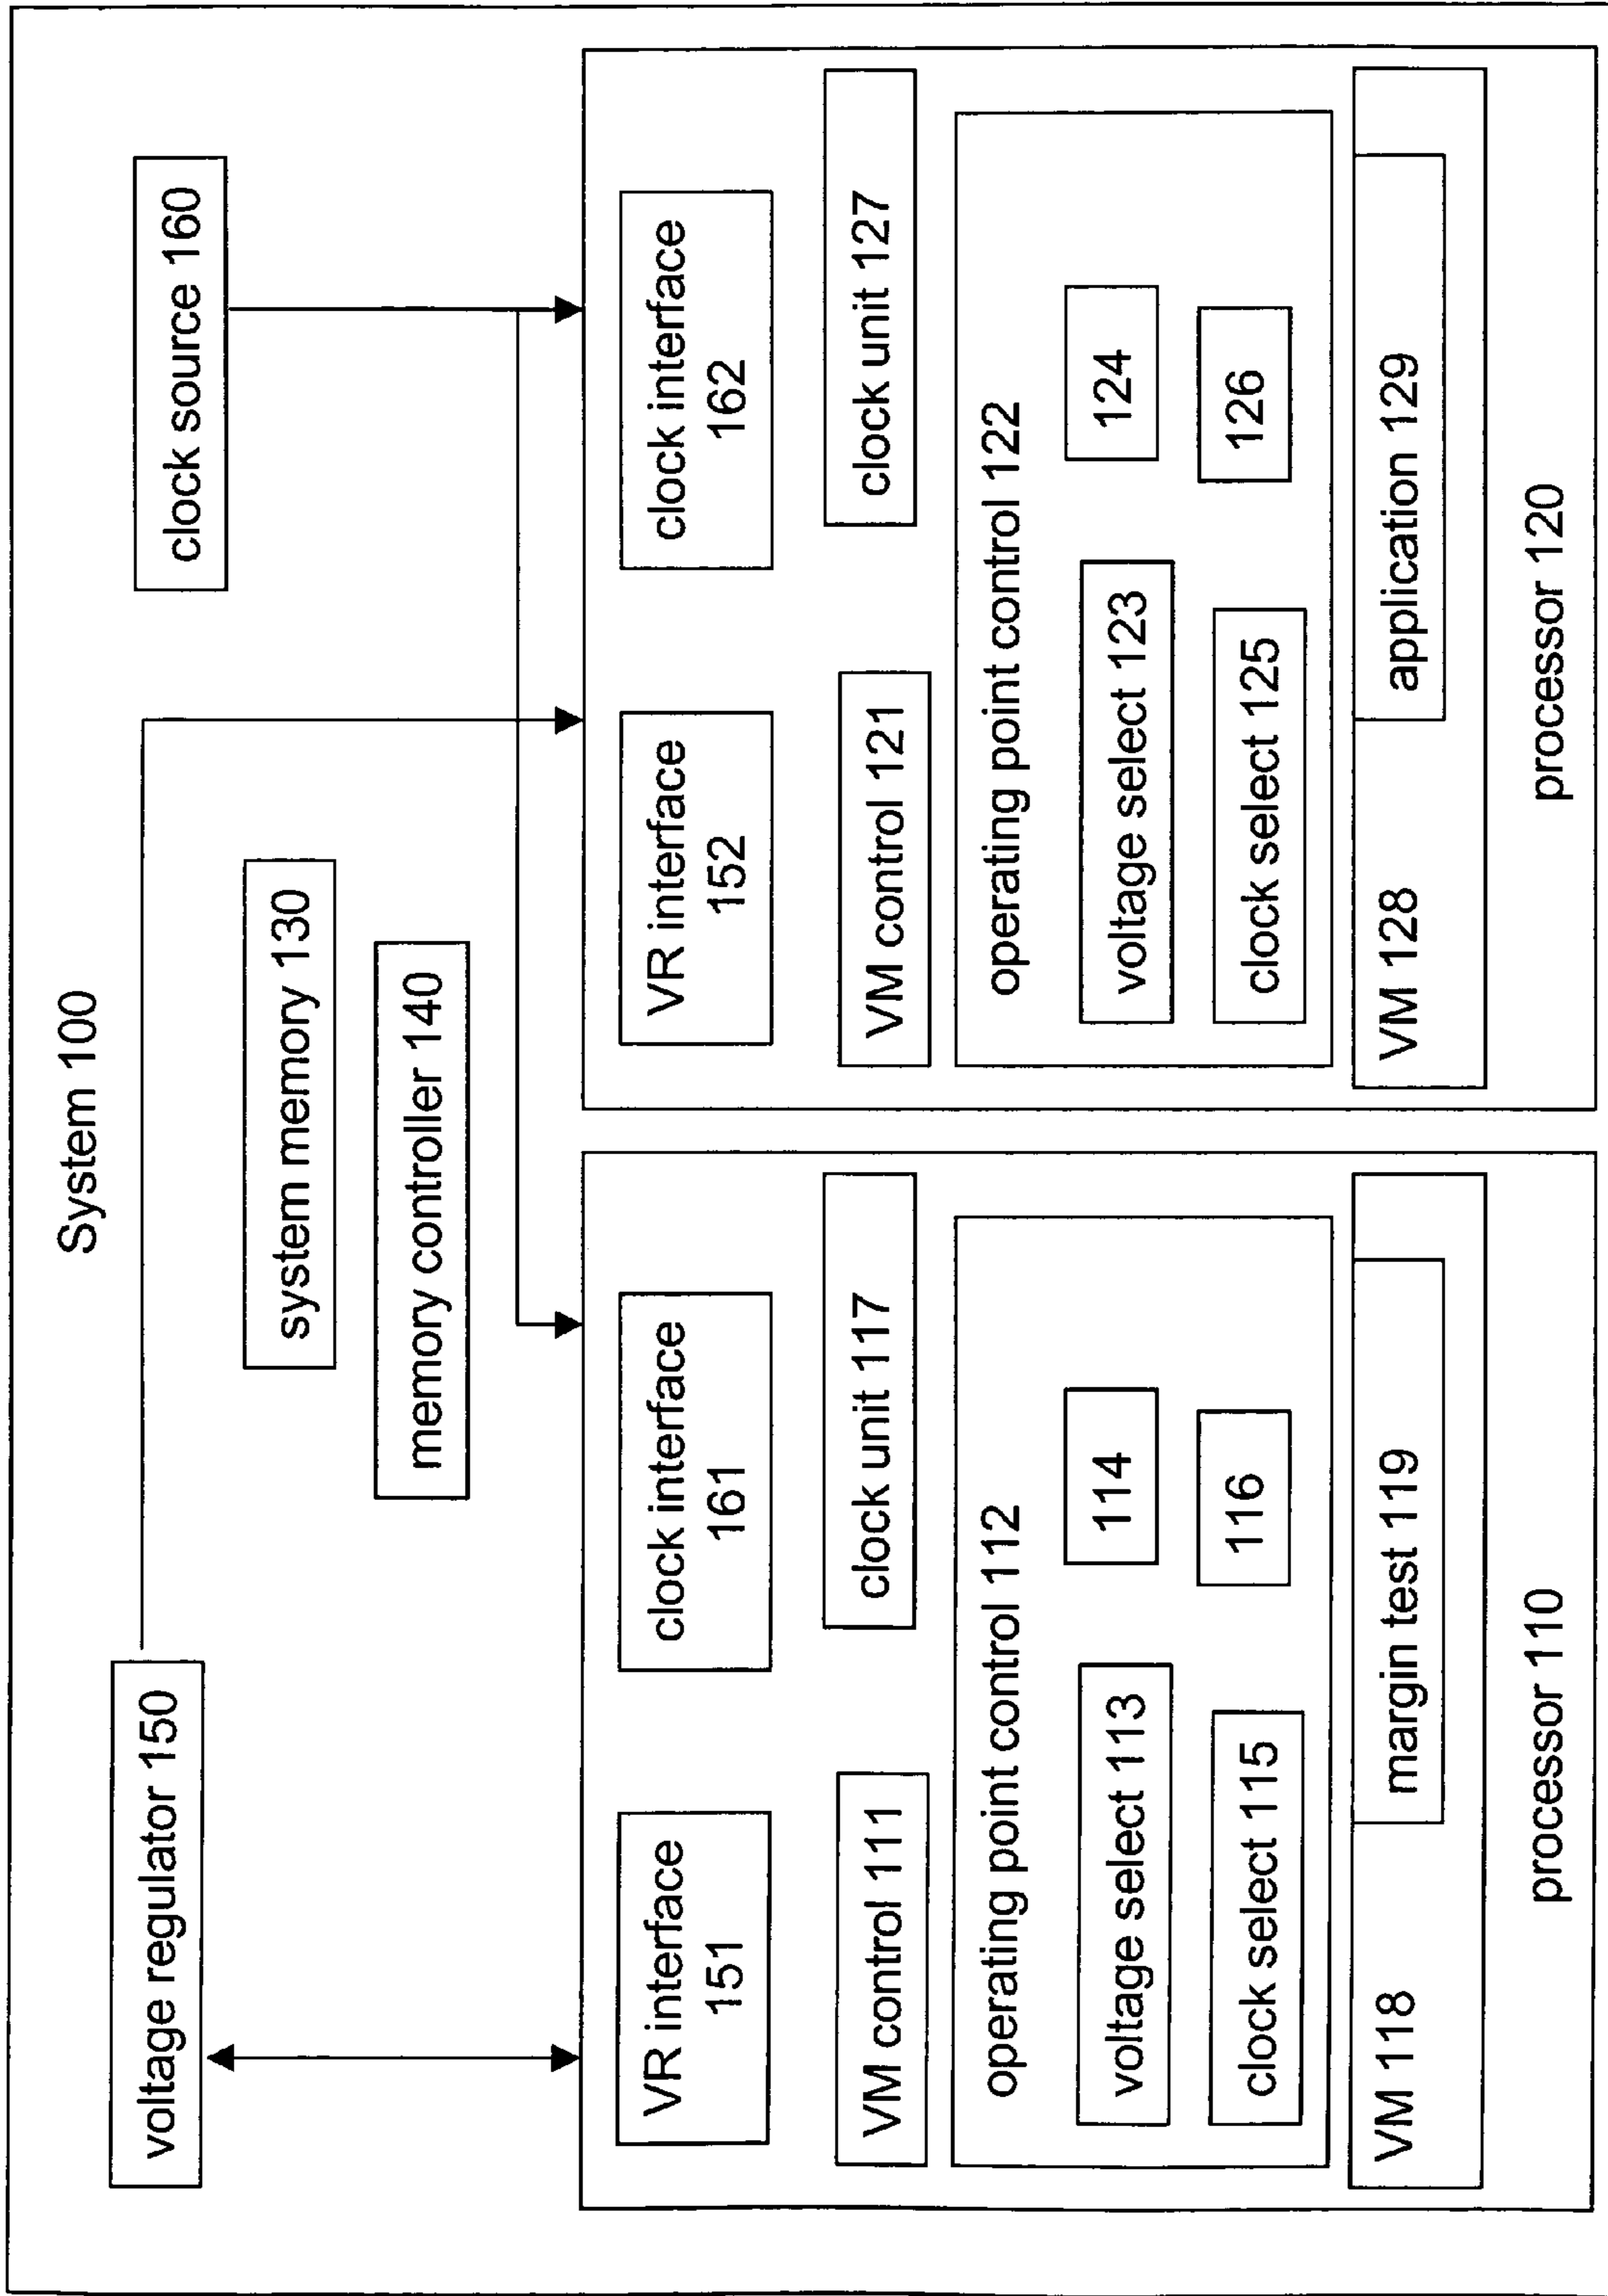 System 100
voltage regulator 150
clock source 160
system memory 130
memory controller 140
VR interface
151
clock interface
161
VM control 111
clock unit 117
operating point control 112
voltage select 113
114
clock select 115
116
VM 118
margin test 119
processor 110
VR interface
152
clock interface
162
VM control 121
clock unit 127
operating point control 122
voltage select 123
124
clock select 125
126
VM 128
application 129
processor 120